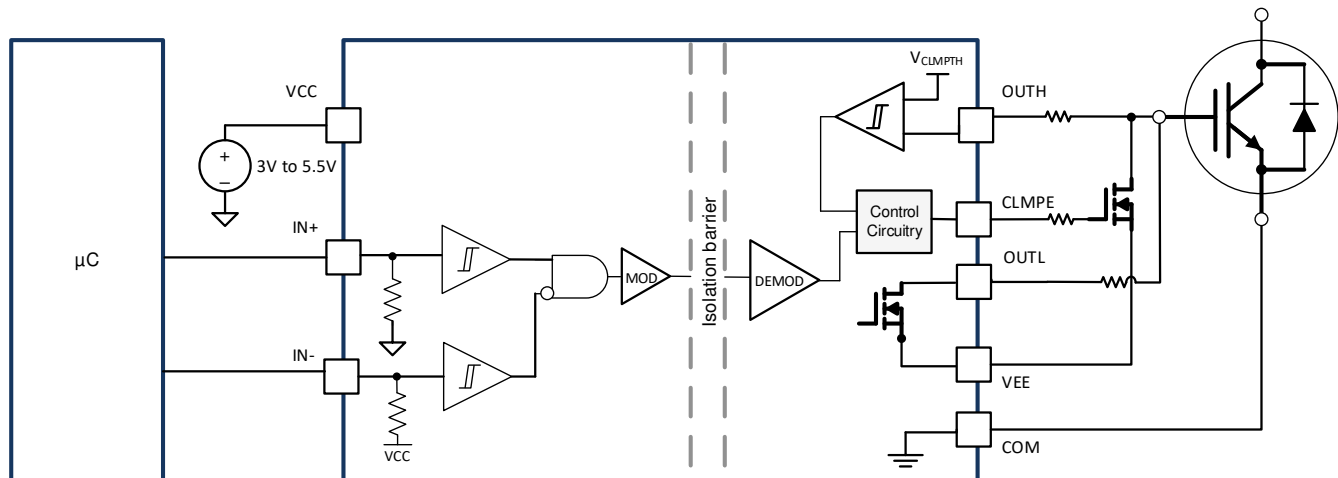 V_CLMPTH
VCC
OUTH
+
3V to 5.5V
−
IN+
CLMPE
Control
Circuitry
µC
OUTL
MOD
Isolation barrier
DEMOD
IN-
VEE
VCC
COM